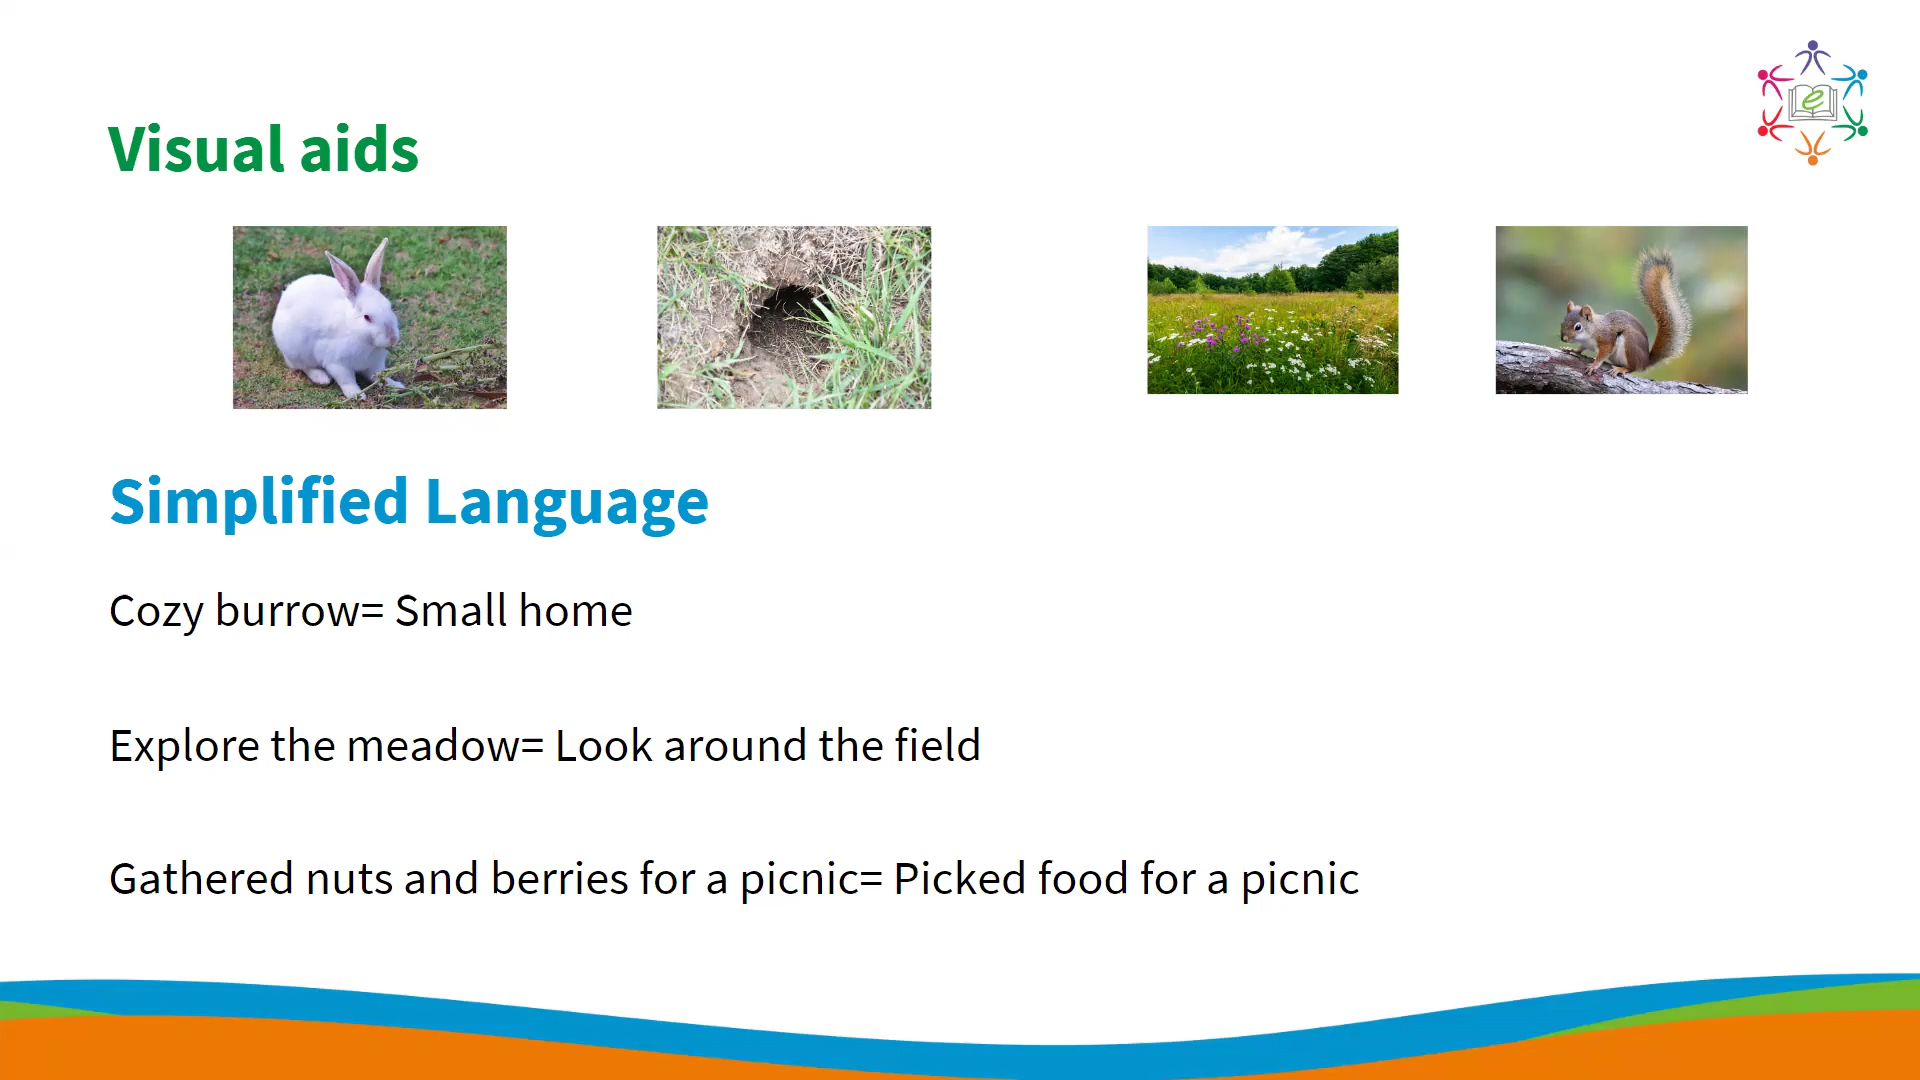 Visual aids
Simplified Language
Cozy burrow= Small home
Explore the meadow= Look around the field
Gathered nuts and berries for a picnic= Picked food for a picnic